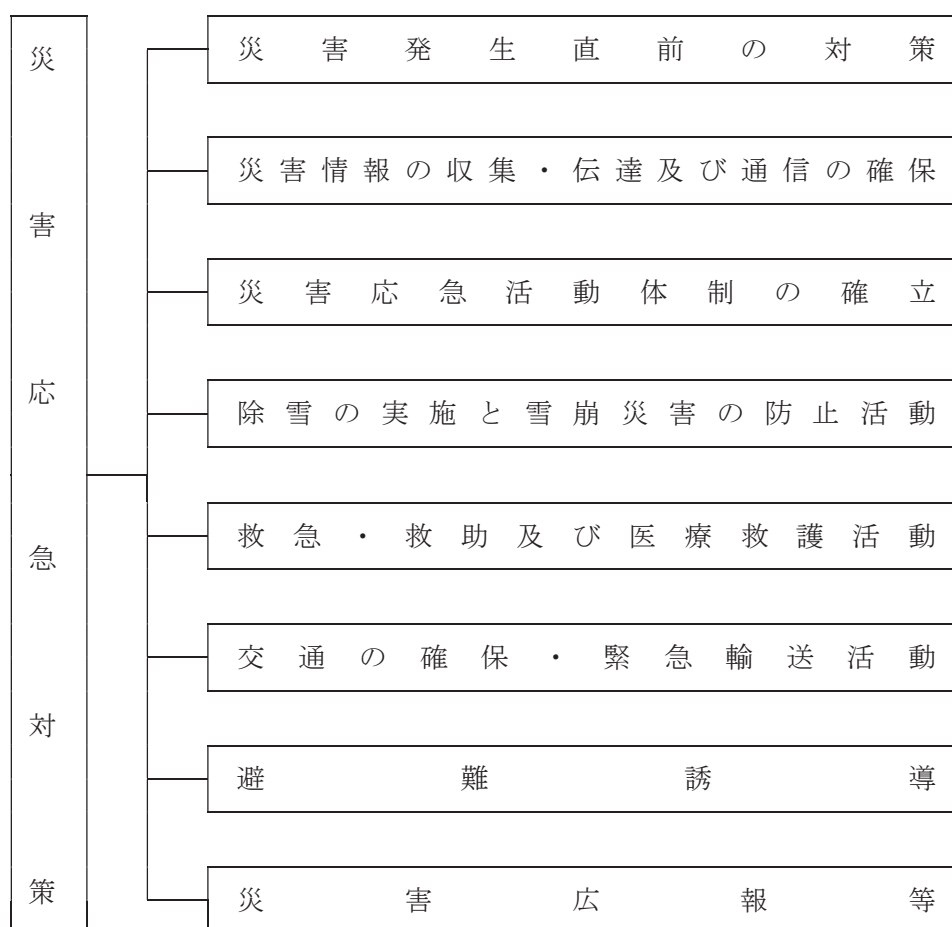 災害応急対策
災害発生直前の対策
災害情報の収集・伝達及び通信の確保
災害応急活動体制の確立
除雪の実施と雪崩災害の防止活動
救急・救助及び医療救護活動
交通の確保・緊急輸送活動
避難誘導
災害広報等